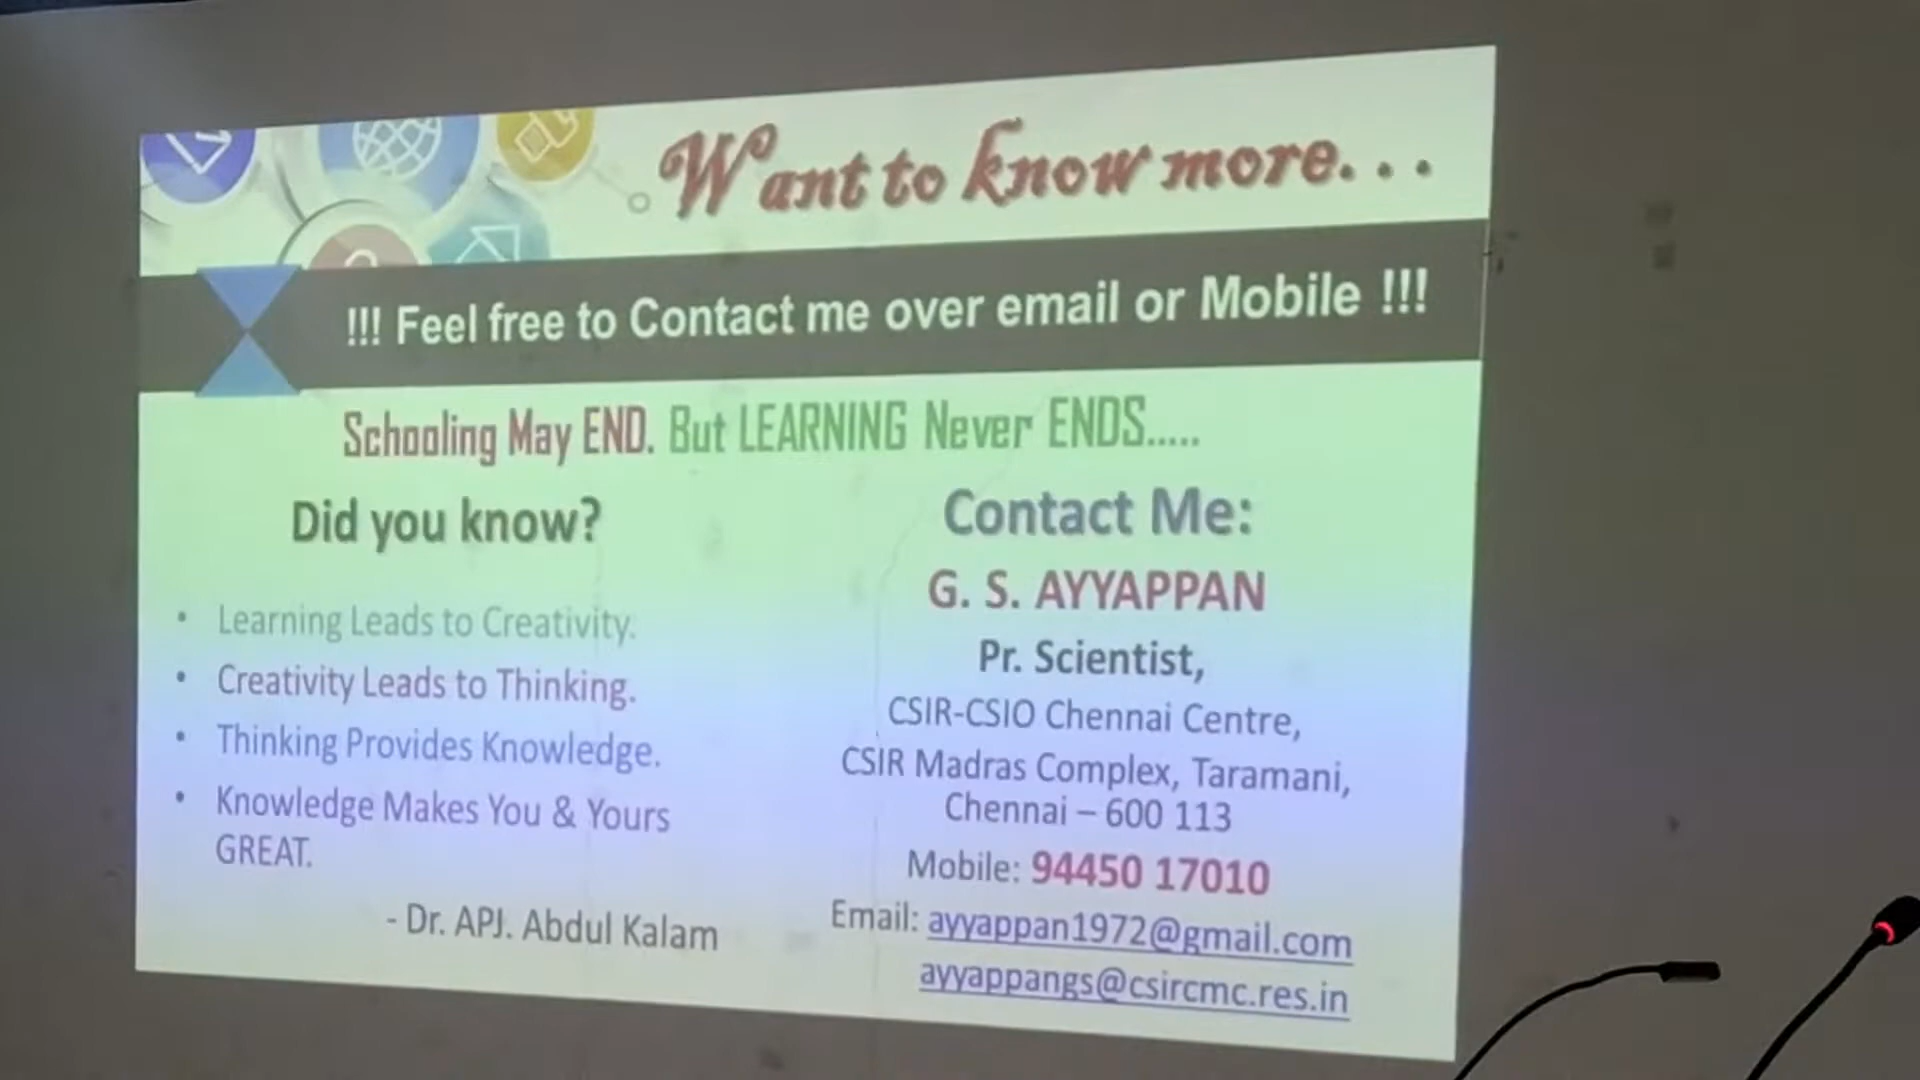 Want to know more. . .
!!! Feel free to Contact me over email or Mobile !!!
Schooling May END. But LEARNING Never ENDS.....
Did you know?
• Learning Leads to Creativity.
• Creativity Leads to Thinking.
• Thinking Provides Knowledge.
• Knowledge Makes You & Yours
GREAT.
- Dr. APJ. Abdul Kalam
Contact Me:
G. S. AYYAPPAN
Pr. Scientist,
CSIR-CSIO Chennai Centre,
CSIR Madras Complex, Taramani,
Chennai – 600 113
Mobile: 94450 17010
Email: ayyappan1972@gmail.com
ayyappangs@csircmc.res.in